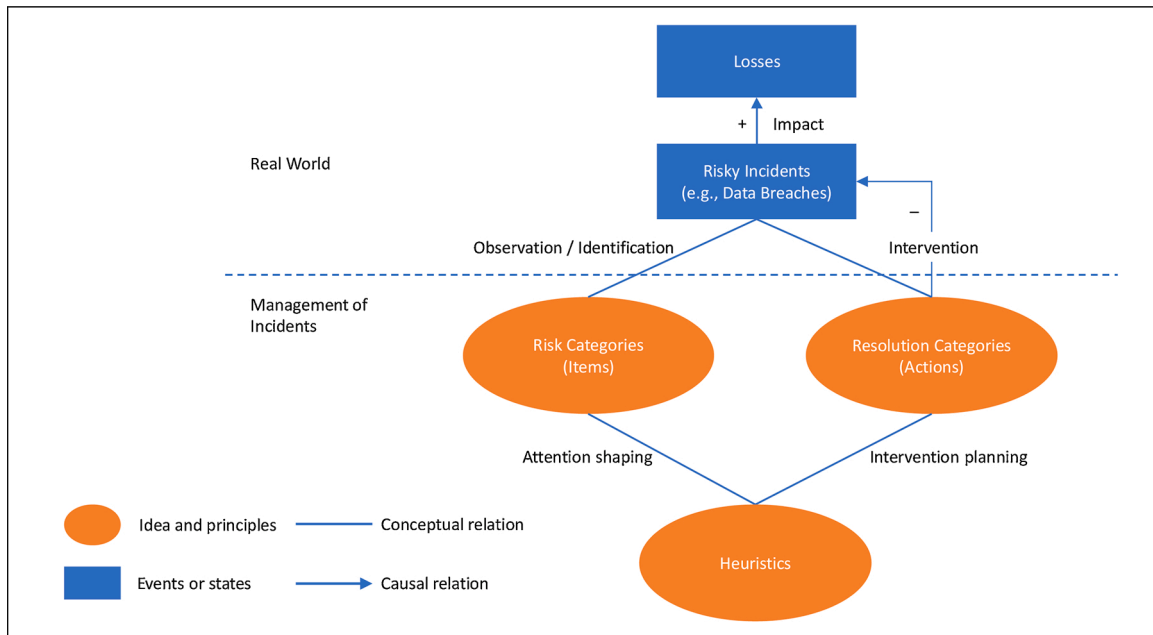 Losses
+ Impact
Real World
Risky Incidents
(e.g., Data Breaches)
–
Observation / Identification
Intervention
Management of
Incidents
Risk Categories
(Items)
Resolution Categories
(Actions)
Attention shaping
Intervention planning
Idea and principles
Conceptual relation
Heuristics
Events or states
Causal relation